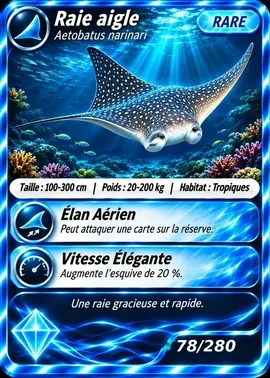 Raie aigle
RARE
Aetobatus narinari
Taille : 100-300 cm | Poids : 20-200 kg | Habitat : Tropiques
Élan Aérien
Peut attaquer une carte sur la réserve.
Vitesse Élégante
Augmente l'esquive de 20 %.
Une raie gracieuse et rapide.
78/280